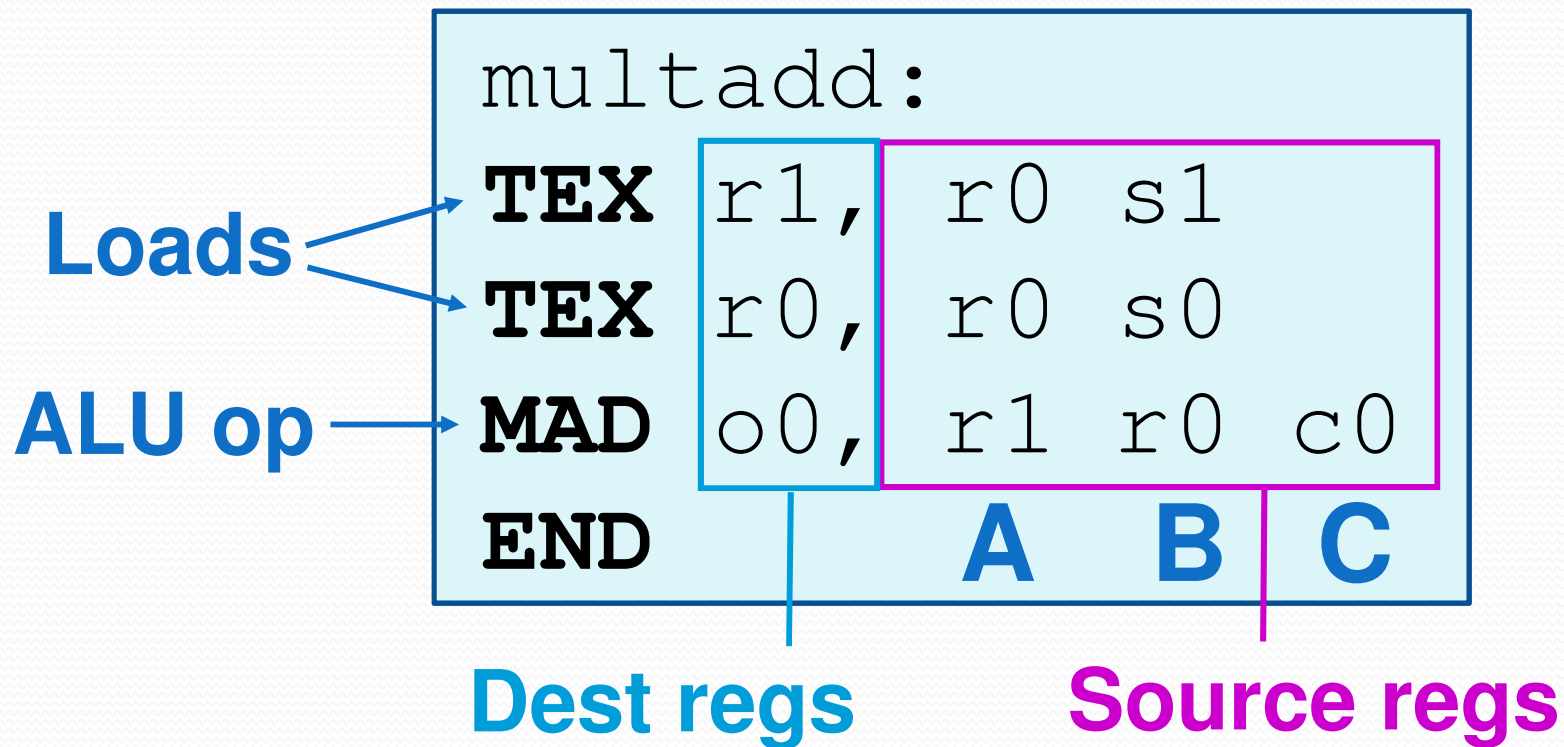 multadd:
TEX r1, r0 s1
Loads
TEX r0, r0 s0
ALU op MAD o0, r1 r0 c0
END A B C
Dest regs Source regs